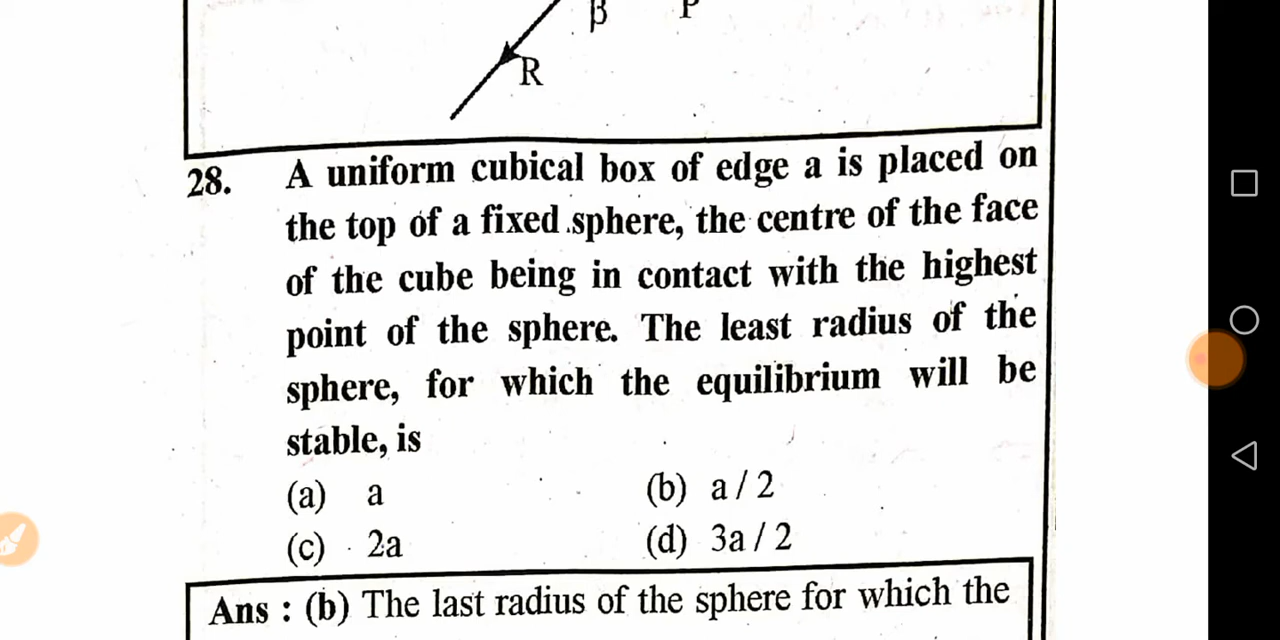 β P
R
28. A uniform cubical box of edge a is placed on
the top of a fixed sphere, the centre of the face
of the cube being in contact with the highest
point of the sphere. The least radius of the
sphere, for which the equilibrium will be
stable, is
(a) a (b) a / 2
(c) 2a (d) 3a / 2
Ans : (b) The last radius of the sphere for which the